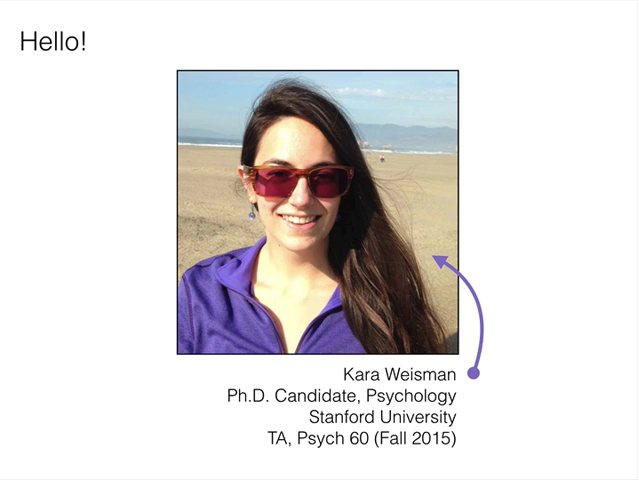 Hello!
Kara Weisman
Ph.D. Candidate, Psychology
Stanford University
TA, Psych 60 (Fall 2015)